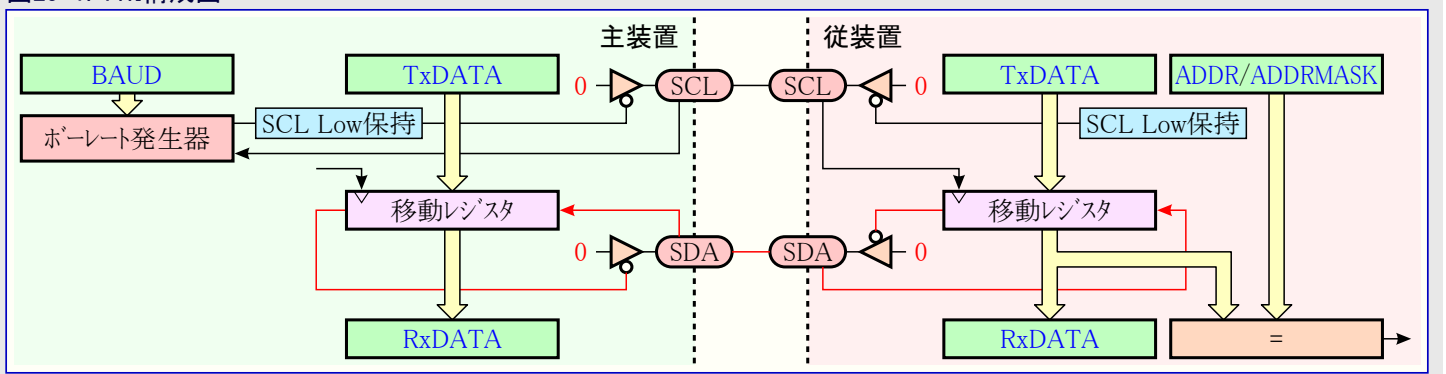 主装置 従装置
BAUD TxDATA 0 SCL SCL 0 TxDATA ADDR/ADDRMASK
ボーレート発生器 SCL Low保持 SCL Low保持
移動レジスタ 移動レジスタ
0 SDA SDA 0
RxDATA RxDATA =